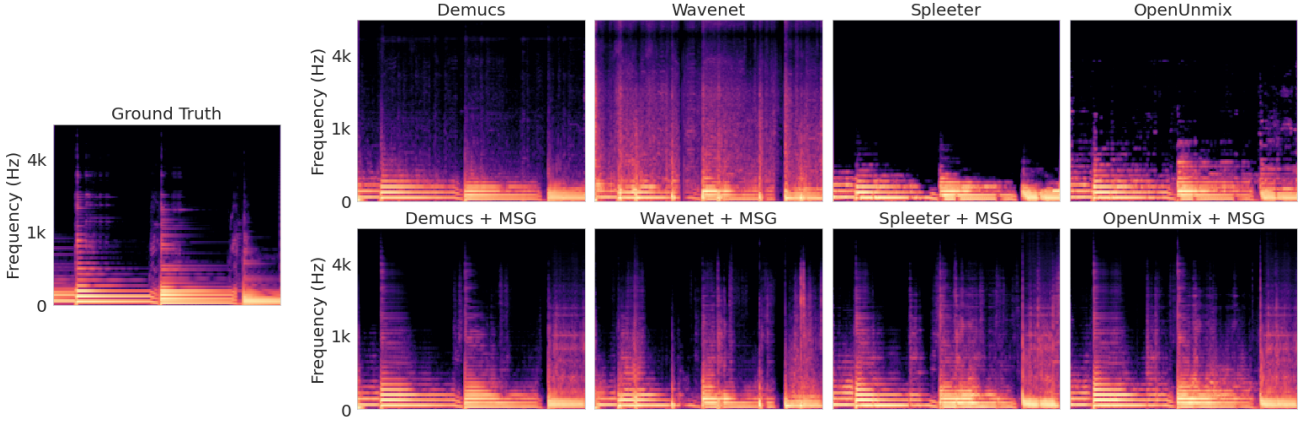 Demucs Wavenet Spleeter OpenUnmix
Frequency (Hz)
4k
1k
0
Ground Truth
Frequency (Hz)
4k
1k
0
Demucs + MSG Wavenet + MSG Spleeter + MSG OpenUnmix + MSG
Frequency (Hz)
4k
1k
0